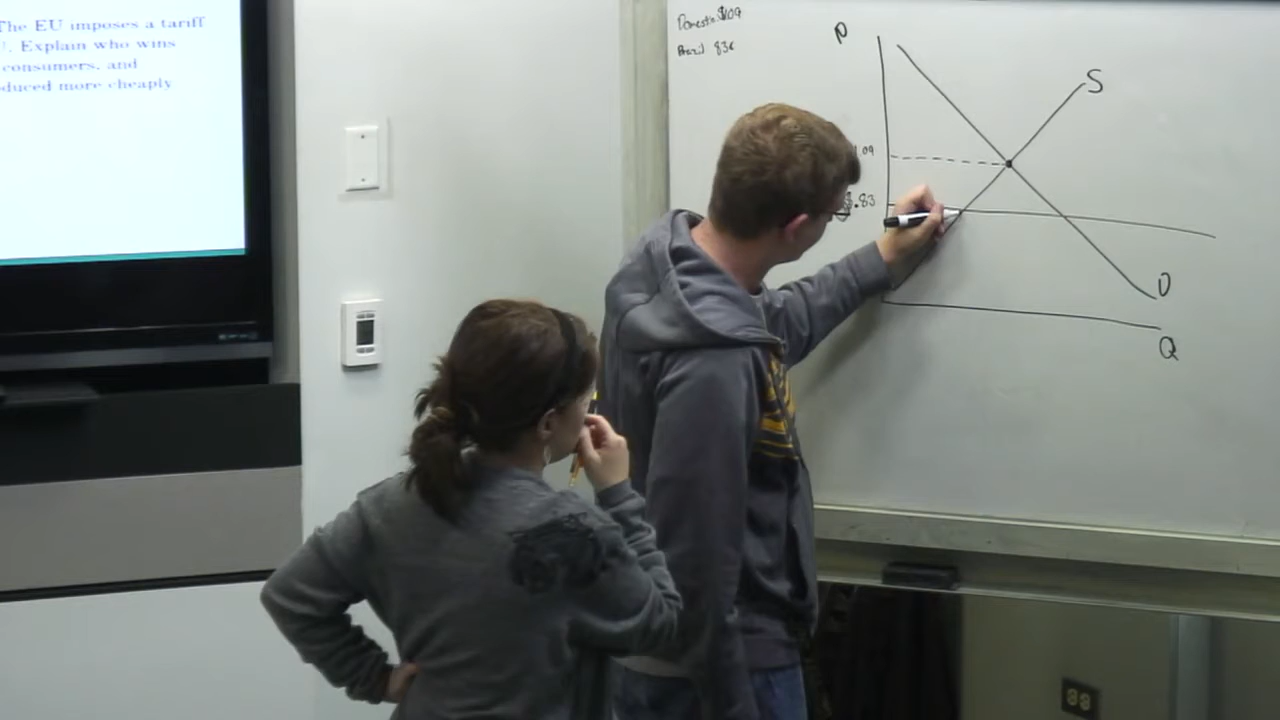 The EU imposes a tariff
. Explain who wins
consumers, and
duced more cheaply
Domestic $1.09
Brazil 83¢
P
S
.09
.83
D
Q